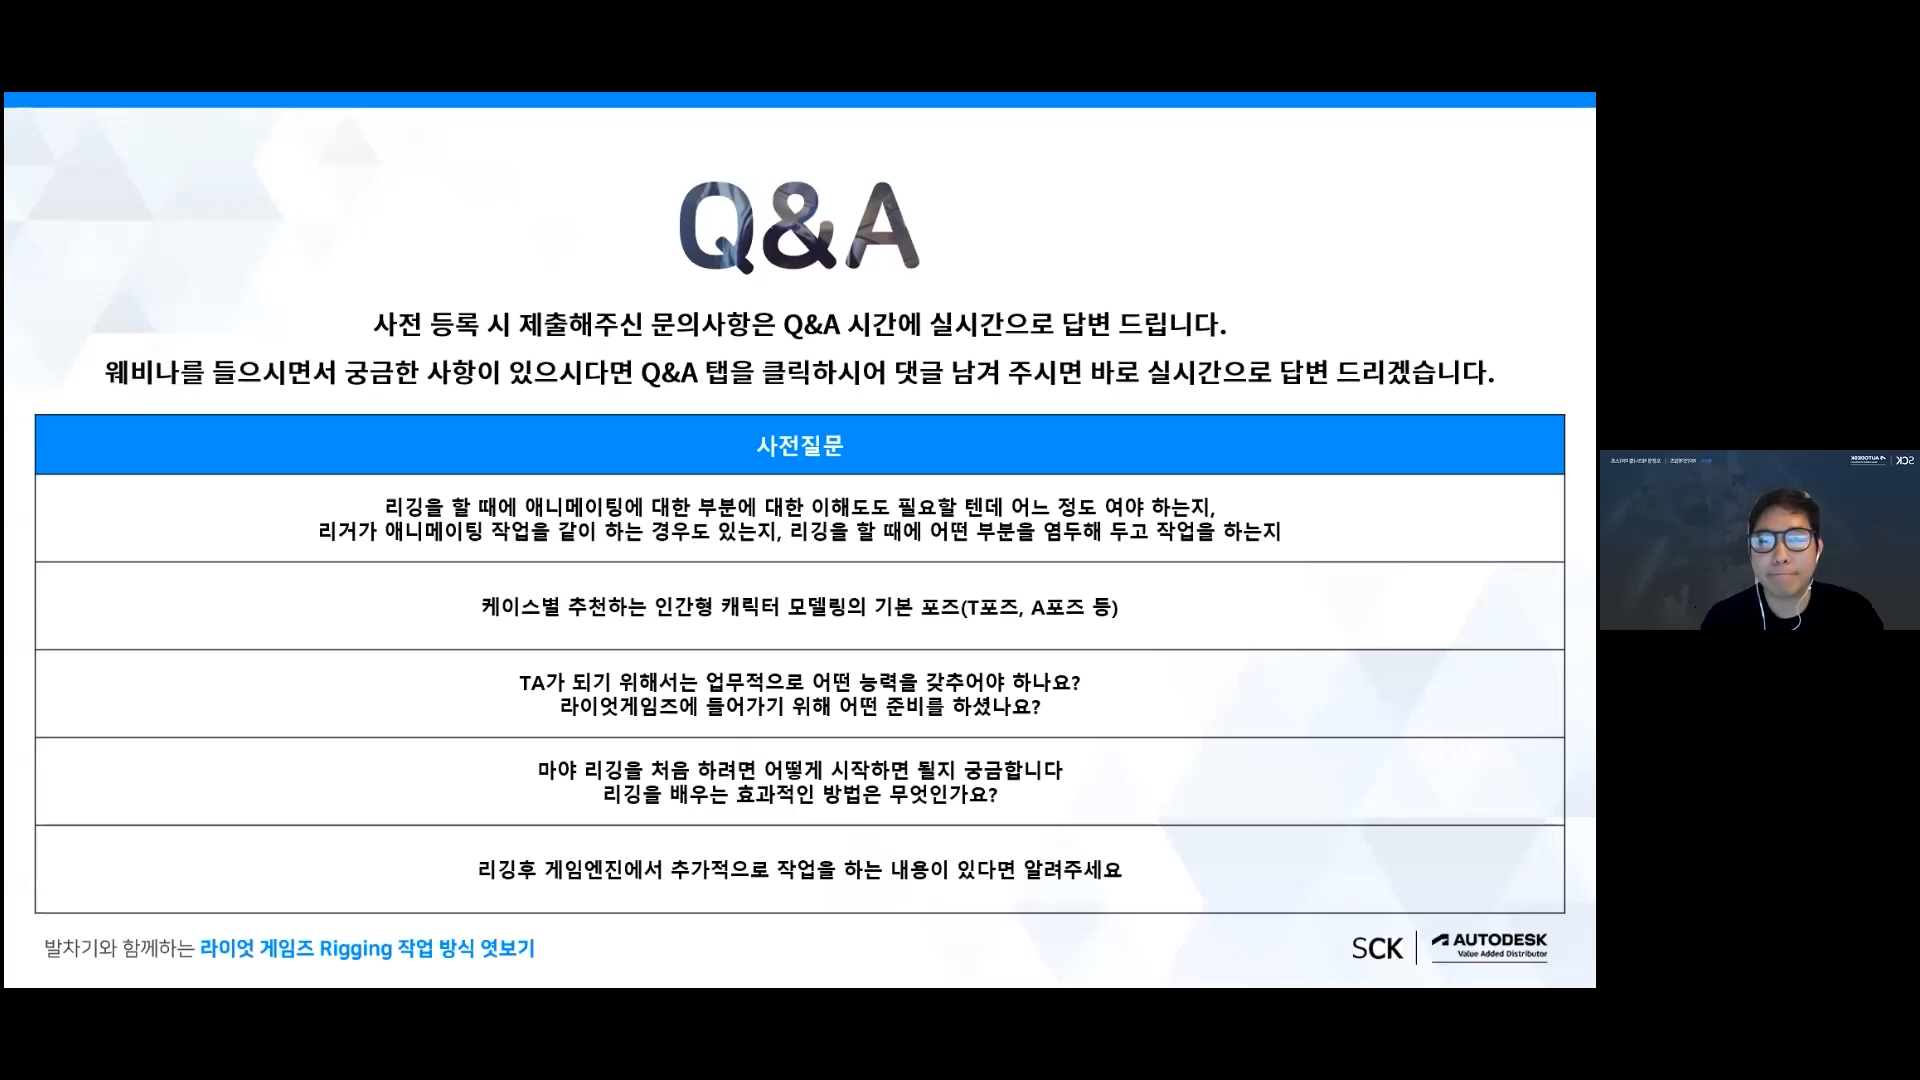 Q&A
사전 등록 시 제출해주신 문의사항은 Q&A 시간에 실시간으로 답변 드립니다.
웨비나를 들으시면서 궁금한 사항이 있으시다면 Q&A 탭을 클릭하시어 댓글 남겨 주시면 바로 실시간으로 답변 드리겠습니다.
사전질문
리깅을 할 때에 애니메이팅에 대한 부분에 대한 이해도도 필요할 텐데 어느 정도 여야 하는지,
리거가 애니메이팅 작업을 같이 하는 경우도 있는지, 리깅을 할 때에 어떤 부분을 염두해 두고 작업을 하는지
케이스별 추천하는 인간형 캐릭터 모델링의 기본 포즈(T포즈, A포즈 등)
TA가 되기 위해서는 업무적으로 어떤 능력을 갖추어야 하나요?
라이엇게임즈에 들어가기 위해 어떤 준비를 하셨나요?
마야 리깅을 처음 하려면 어떻게 시작하면 될지 궁금합니다
리깅을 배우는 효과적인 방법은 무엇인가요?
리깅후 게임엔진에서 추가적으로 작업을 하는 내용이 있다면 알려주세요
발차기와 함께하는 라이엇 게임즈 Rigging 작업 방식 엿보기
SCK
AUTODESK
Value Added Distributor
SCK
AUTODESK